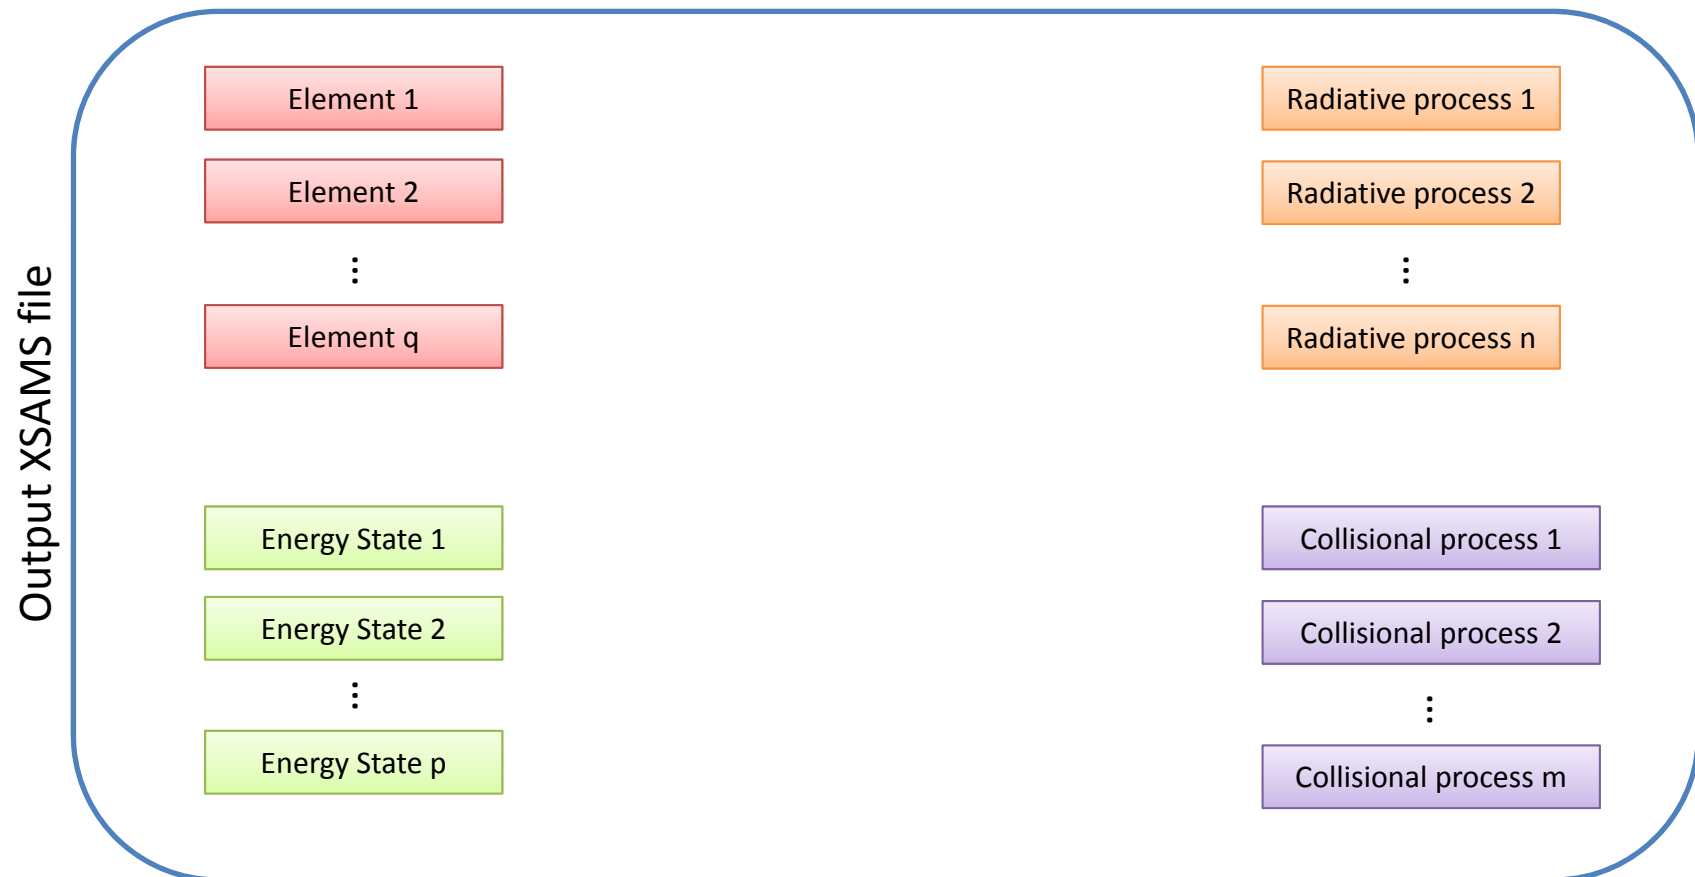 Output XSAMS file
Element 1
Element 2
...
Element q
Energy State 1
Energy State 2
...
Energy State p
Radiative process 1
Radiative process 2
...
Radiative process n
Collisional process 1
Collisional process 2
...
Collisional process m